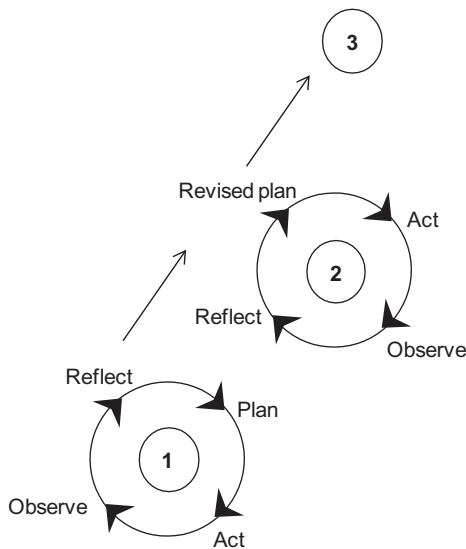 3
Revised plan
Act
2
Reflect
Observe
Reflect
Plan
1
Observe
Act